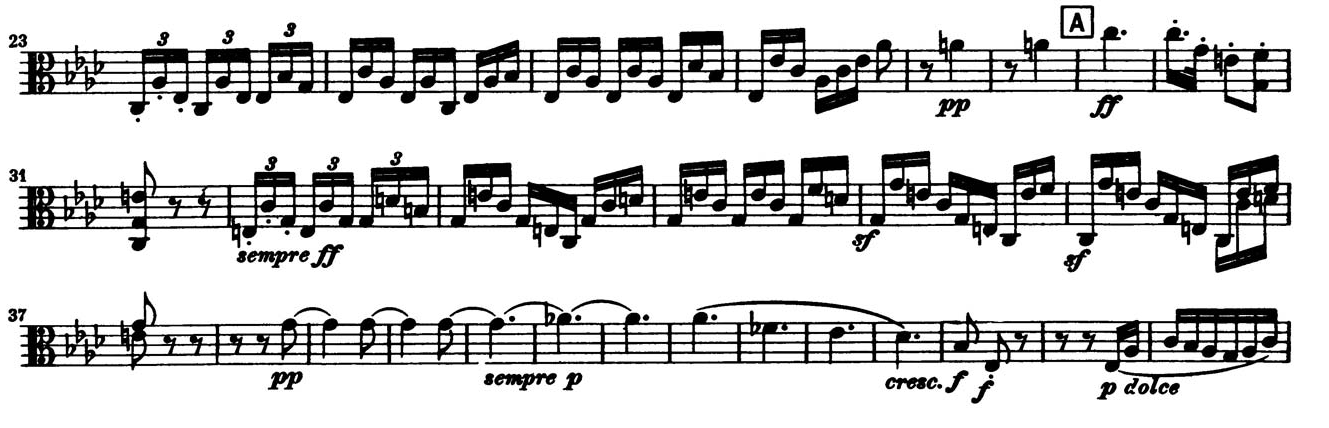 3 3 3 A
23
pp ff
31 3 3 3
sempre ff sf sf
37
pp sempre p cresc. f f p dolce